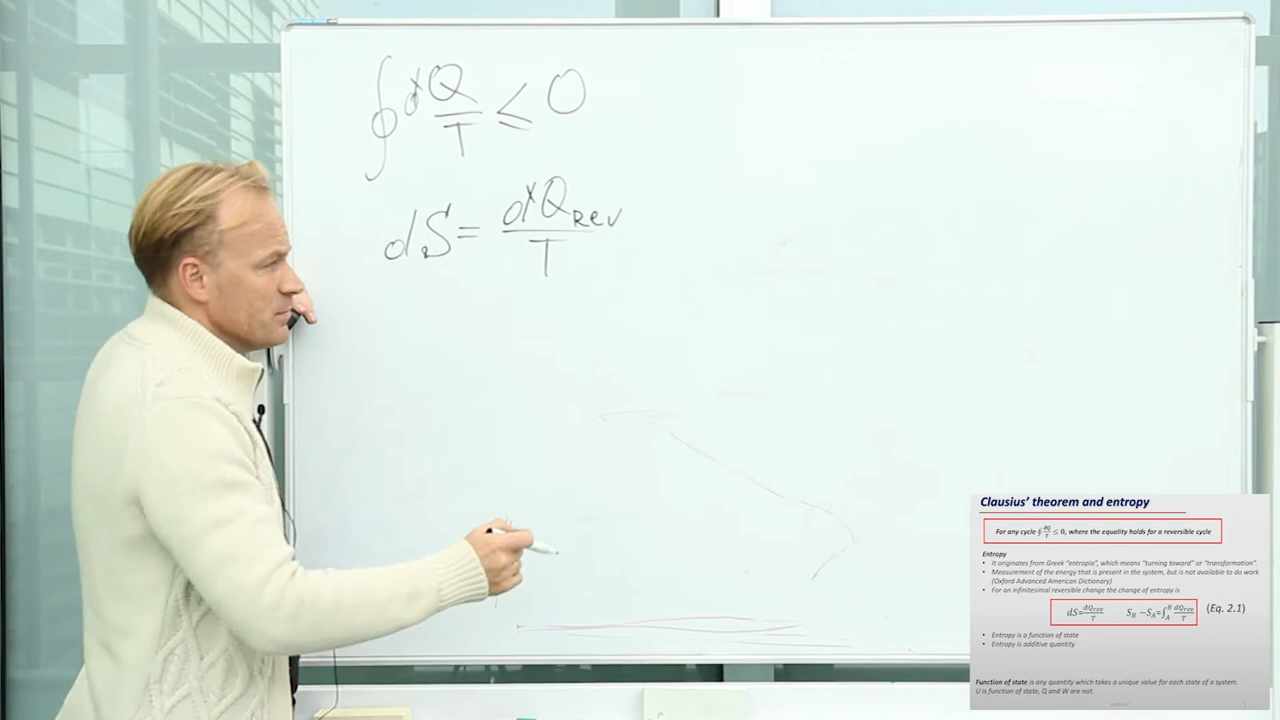 ∮ đQ/T ≤ 0
dS = đQ_Rev/T
Clausius' theorem and entropy
For any cycle ∮ đQ/T ≤ 0, where the equality holds for a reversible cycle
Entropy
• It originates from Greek "entropia", which means "turning toward" or "transformation".
• Measurement of the energy that is present in the system, but is not available to do work
(Oxford Advanced American Dictionary)
• For an infinitesimal reversible change the change of entropy is
dS=đQ_rev/T S_B −S_A=∫_A^B đQ_rev/T (Eq. 2.1)
• Entropy is a function of state
• Entropy is additive quantity
Function of state is any quantity which takes a unique value for each state of a system.
U is function of state, Q and W are not.